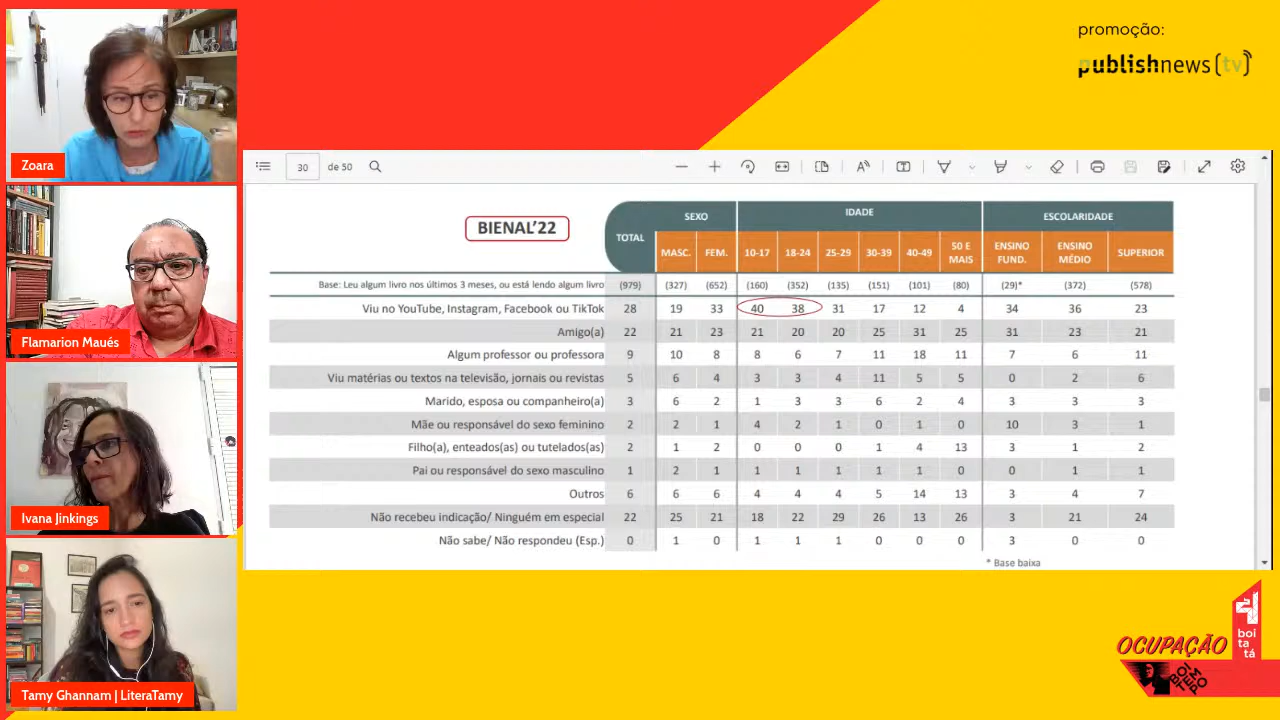 promoção:
publishnews(tv)
Zoara
Flamarion Maués
Ivana Jinkings
Tamy Ghannam | LiteraTamy
30 de 50
BIENAL'22
TOTAL SEXO IDADE ESCOLARIDADE
MASC. FEM. 10-17 18-24 25-29 30-39 40-49 50 E MAIS ENSINO FUND. ENSINO MÉDIO SUPERIOR
Base: Leu algum livro nos últimos 3 meses, ou está lendo algum livro (979) (327) (652) (160) (352) (135) (151) (101) (80) (29)* (372) (578)
Viu no YouTube, Instagram, Facebook ou TikTok 28 19 33 40 38 31 17 12 4 34 36 23
Amigo(a) 22 21 23 21 20 20 25 31 25 31 23 21
Algum professor ou professora 9 10 8 8 6 7 11 18 11 7 6 11
Viu matérias ou textos na televisão, jornais ou revistas 5 6 4 3 3 4 11 5 5 0 2 6
Marido, esposa ou companheiro(a) 3 6 2 1 3 3 6 2 4 3 3 3
Mãe ou responsável do sexo feminino 2 2 1 4 2 1 0 1 0 10 3 1
Filho(a), enteados(as) ou tutelados(as) 2 1 2 0 0 0 1 4 13 3 1 2
Pai ou responsável do sexo masculino 1 2 1 1 1 1 1 1 0 0 1 1
Outros 6 6 6 4 4 4 5 14 13 3 4 7
Não recebeu indicação/ Ninguém em especial 22 25 21 18 22 29 26 13 26 3 21 24
Não sabe/ Não respondeu (Esp.) 0 1 0 1 1 1 0 0 0 3 0 0
* Base baixa
OCUPAÇÃO
boi
ta
tá
BOI
TEM
PO